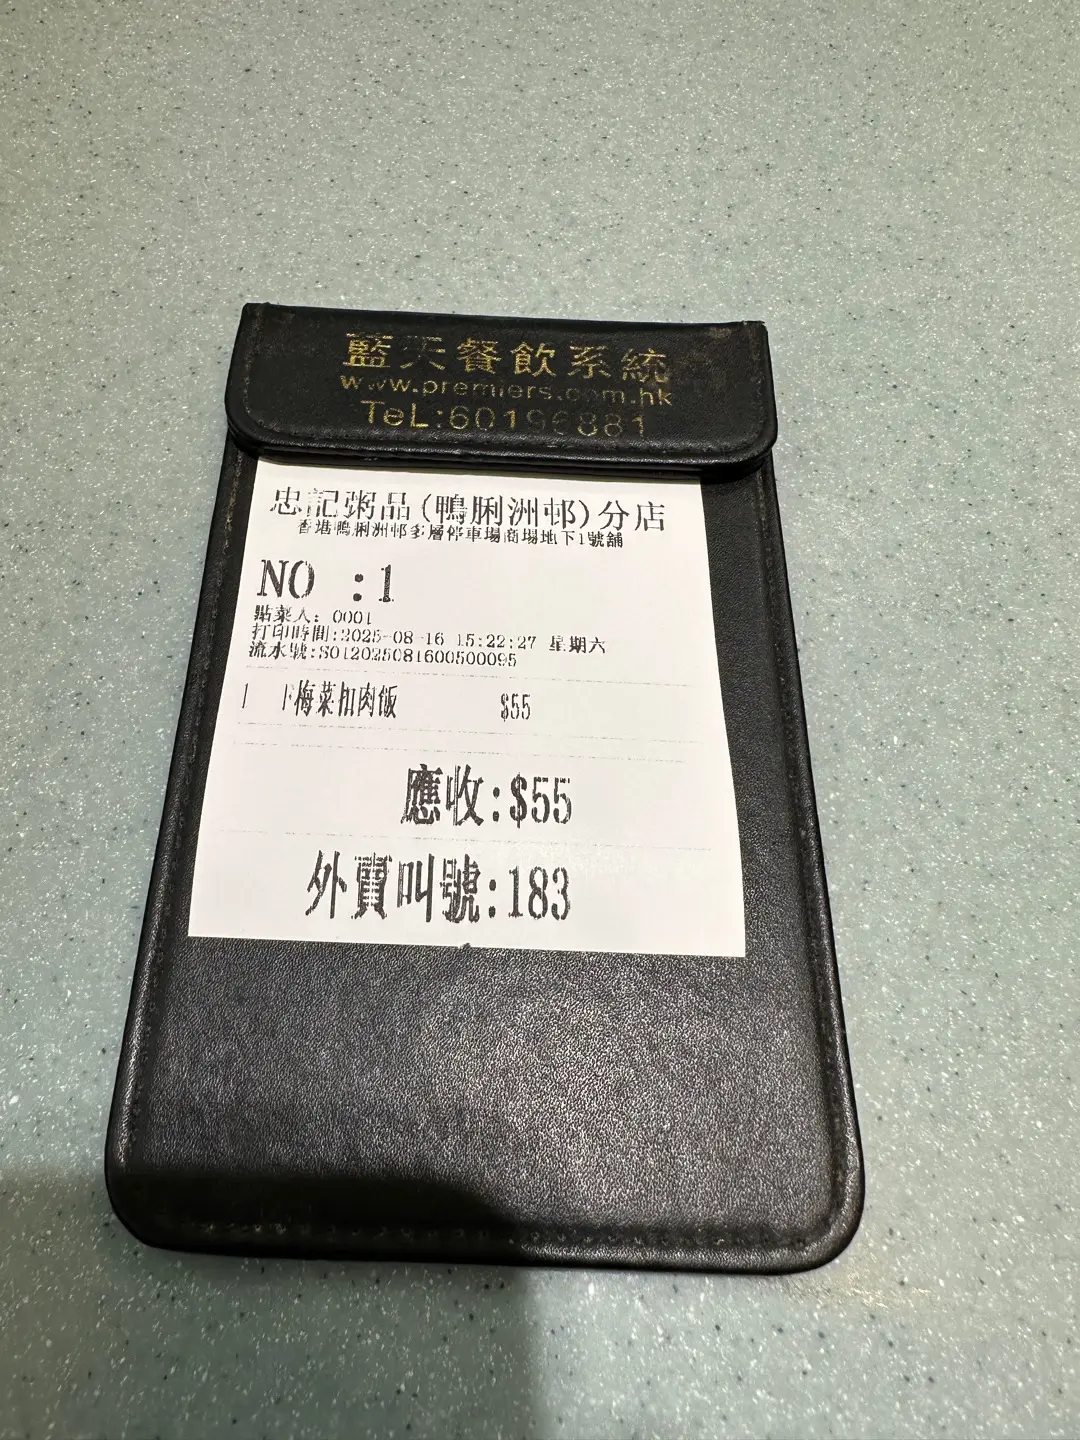 藍天餐飲系統
www.premiers.com.hk
TeL:60196881
忠記粥品(鴨脷洲邨)分店
香港鴨脷洲邨多層停車場商場地下1號舖
NO :1
點菜人: 0001
打印時間:2025-08-16 15:22:27 星期六
流水號:S012025081600500095
1 下梅菜扣肉飯 $55
應收:$55
外賣叫號:183